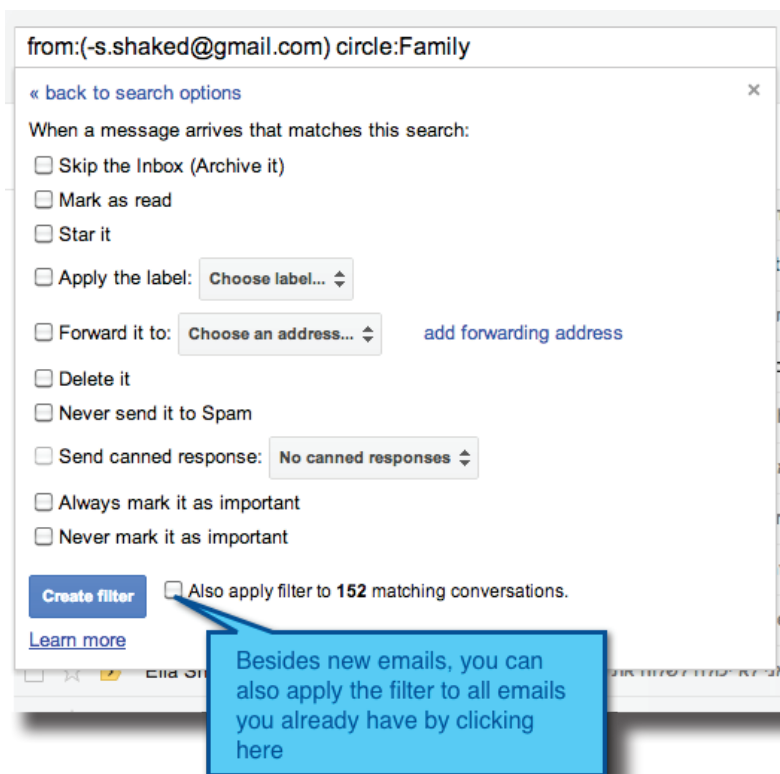 from:(-s.shaked@gmail.com) circle:Family
« back to search options
×
When a message arrives that matches this search:
Skip the Inbox (Archive it)
Mark as read
Star it
Apply the label: Choose label...
Forward it to: Choose an address... add forwarding address
Delete it
Never send it to Spam
Send canned response: No canned responses
Always mark it as important
Never mark it as important
Create filter Also apply filter to 152 matching conversations.
Learn more
Besides new emails, you can
also apply the filter to all emails
you already have by clicking
here